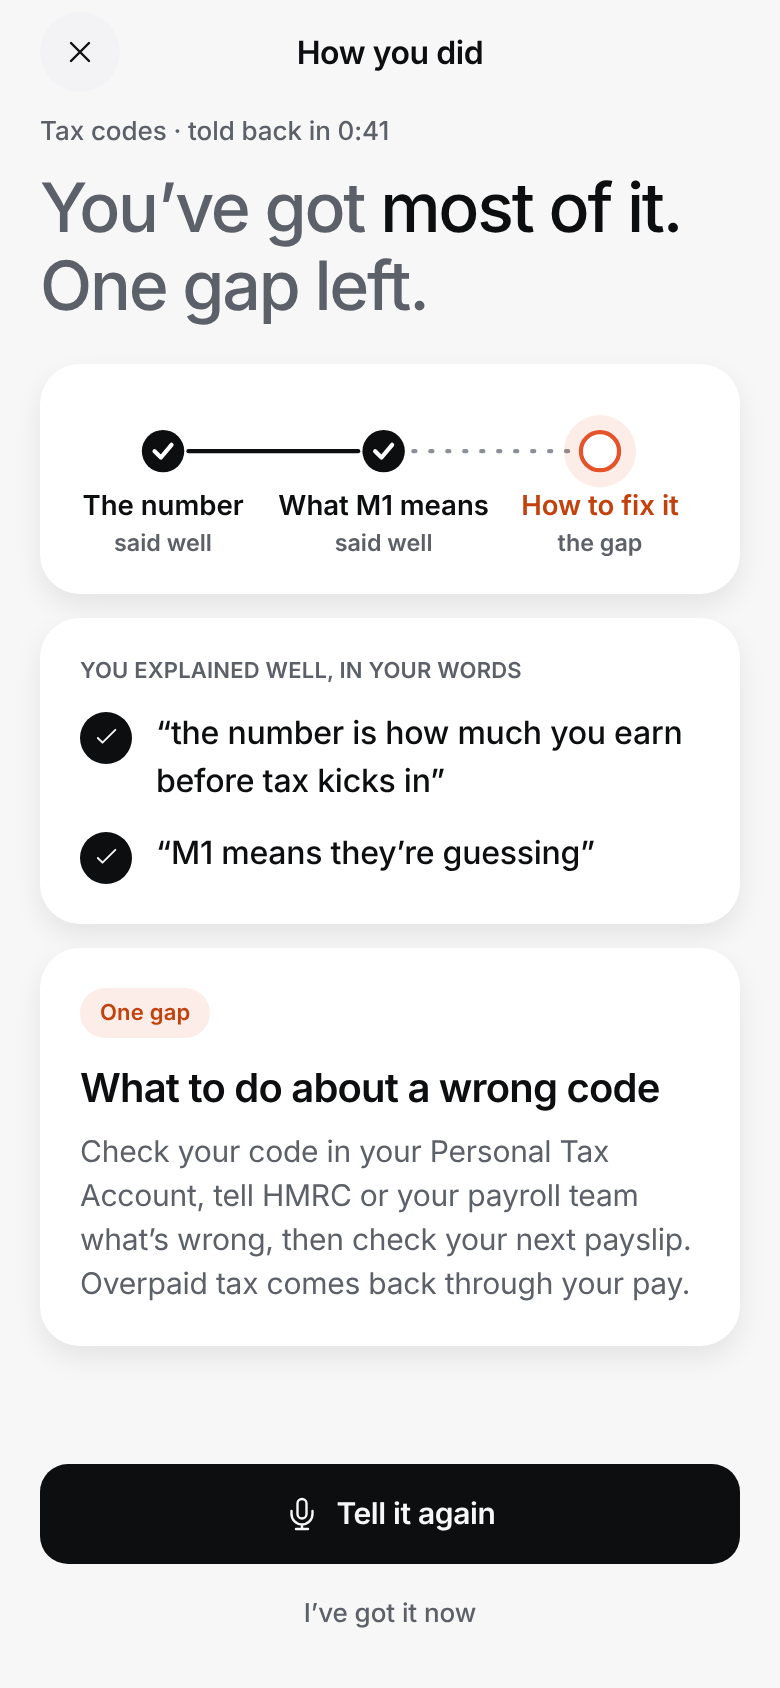 How you did
Tax codes · told back in 0:41
You’ve got most of it.
One gap left.
The number
said well
What M1 means
said well
How to fix it
the gap
YOU EXPLAINED WELL, IN YOUR WORDS
“the number is how much you earn
before tax kicks in”
“M1 means they’re guessing”
One gap
What to do about a wrong code
Check your code in your Personal Tax
Account, tell HMRC or your payroll team
what’s wrong, then check your next payslip.
Overpaid tax comes back through your pay.
Tell it again
I’ve got it now